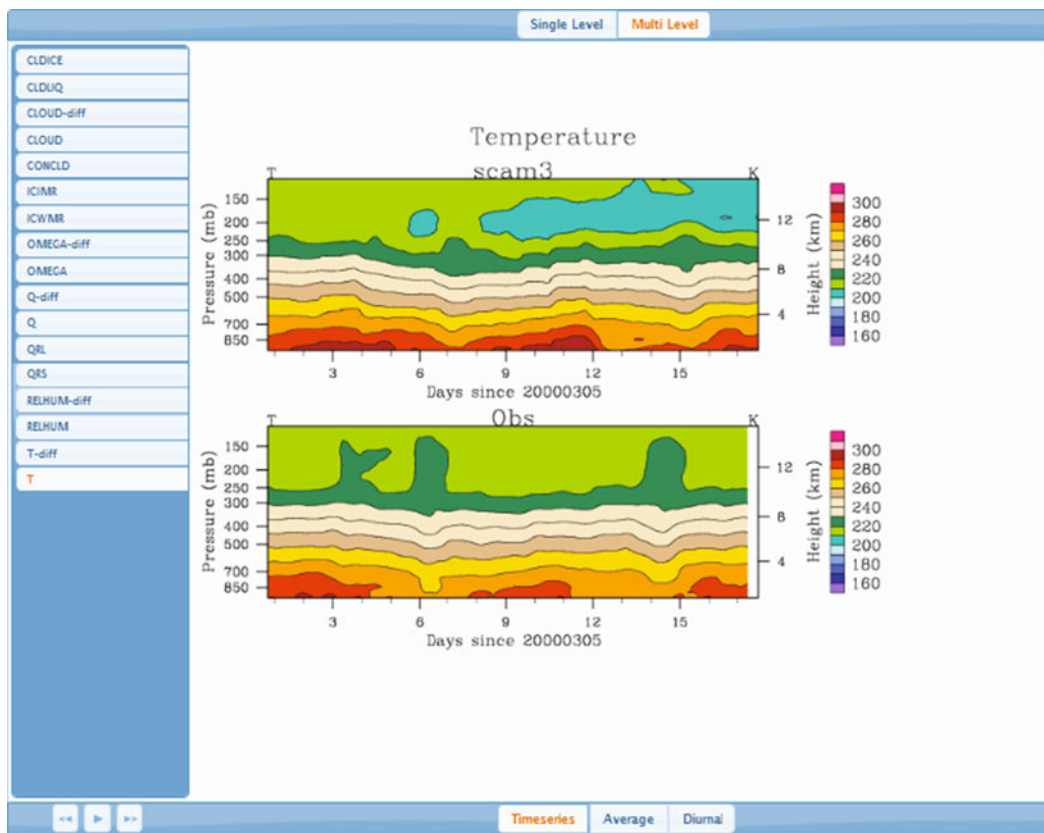 Single Level Multi Level
CLDICE
CLDLIQ
CLOUD-diff
CLOUD
CONCLD
ICIMR
ICWMR
OMEGA-diff
OMEGA
Q-diff
Q
QRL
QRS
RELHUM-diff
RELHUM
T-diff
T
Temperature
T scam3 K
Pressure (mb)
150
200
250
300
400
500
700
850
12
8
4
Height (km)
300
280
260
240
220
200
180
160
3 6 9 12 15
Days since 20000305
T Obs K
Pressure (mb)
150
200
250
300
400
500
700
850
12
8
4
Height (km)
300
280
260
240
220
200
180
160
3 6 9 12 15
Days since 20000305
Timeseries Average Diurnal